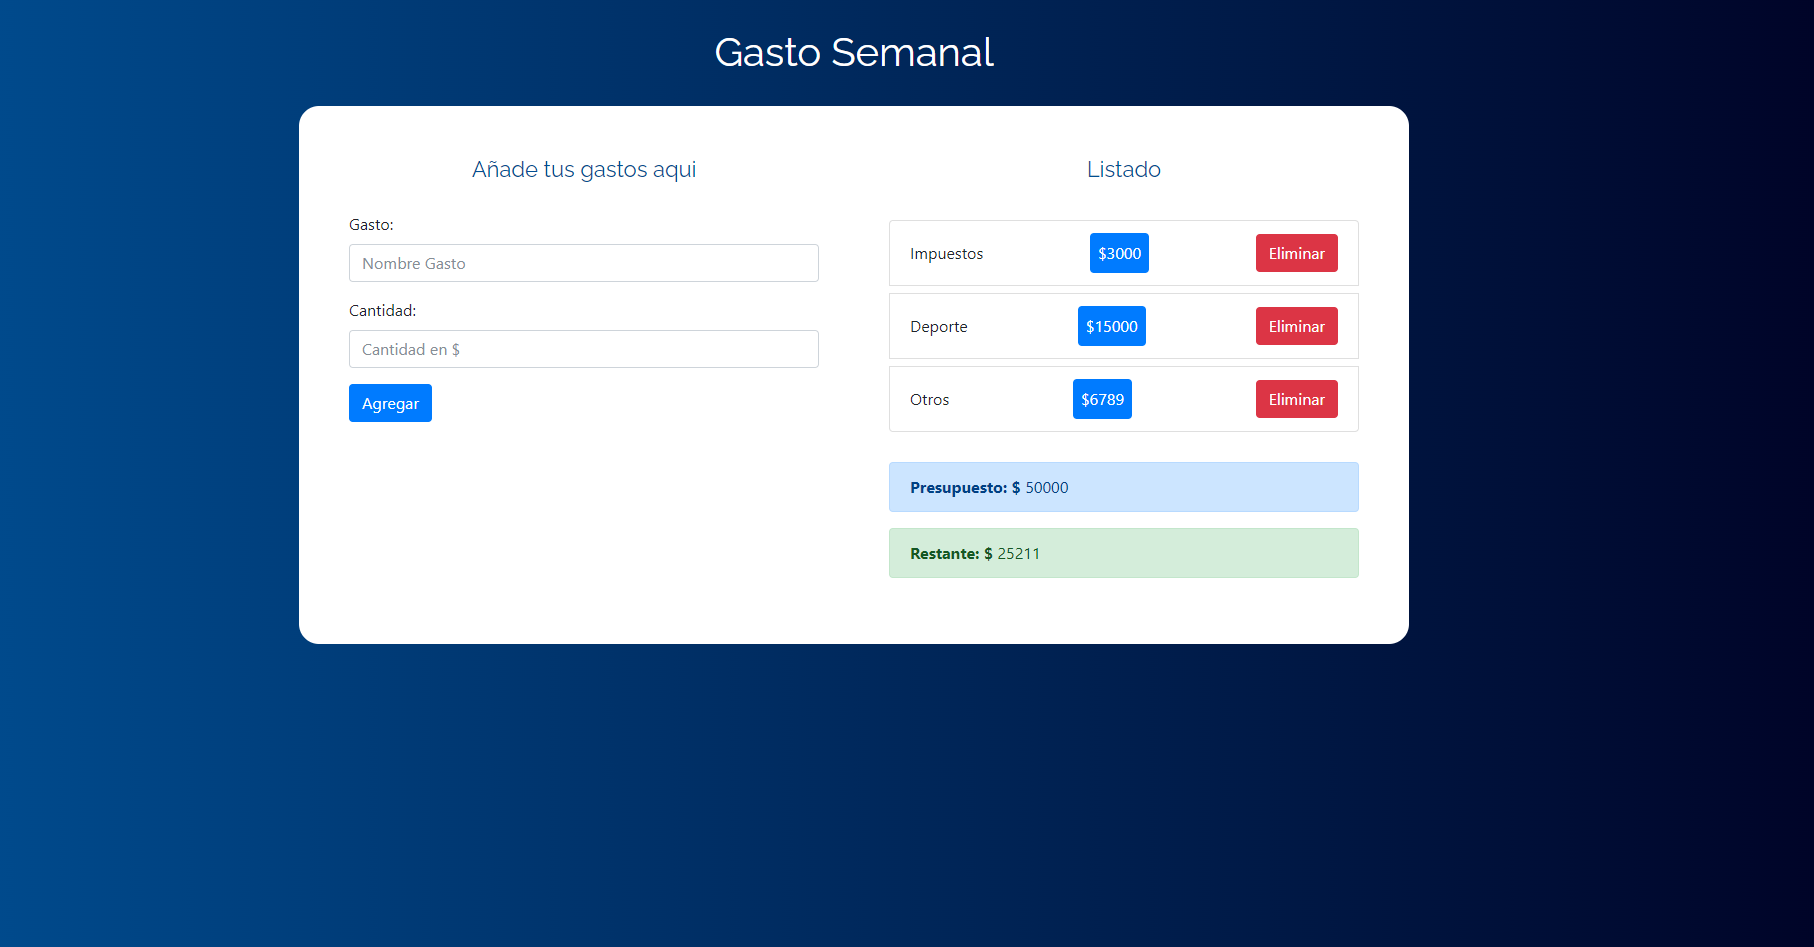 Gasto Semanal
Añade tus gastos aqui
Gasto:
Nombre Gasto
Cantidad:
Cantidad en $
Agregar
Listado
Impuestos $3000 Eliminar
Deporte $15000 Eliminar
Otros $6789 Eliminar
Presupuesto: $ 50000
Restante: $ 25211